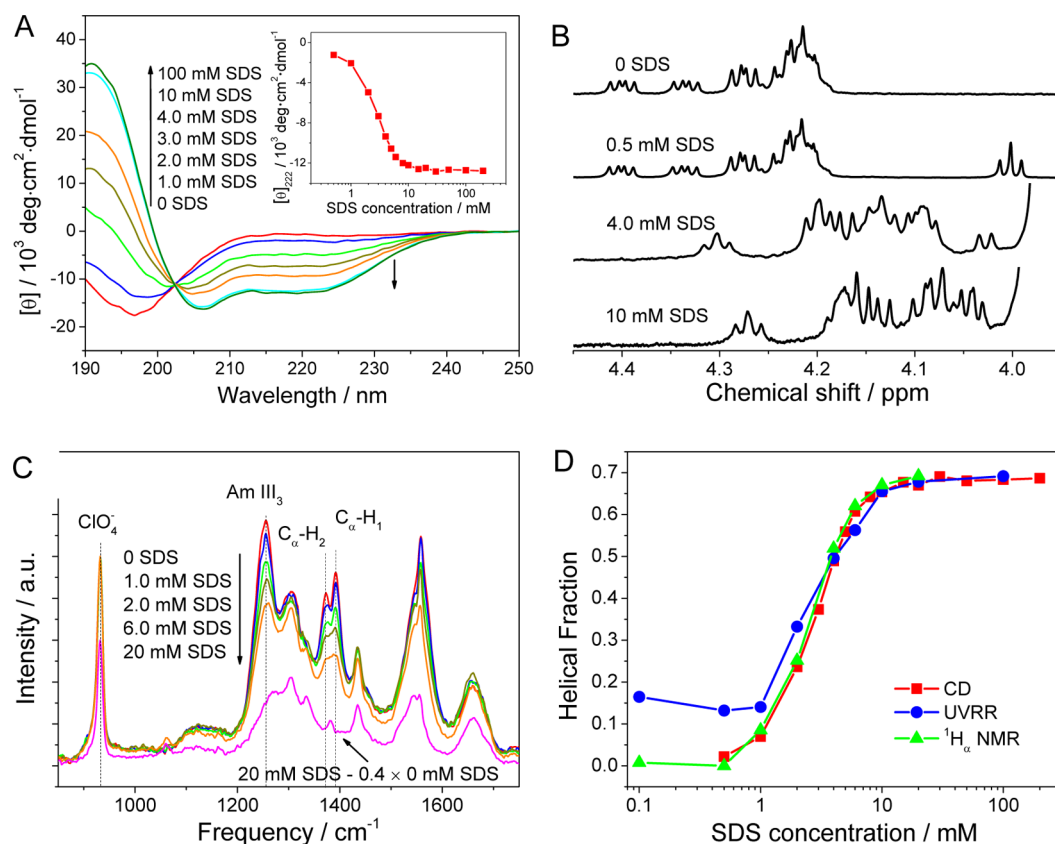 A
40
30
20
10
0
-10
-20
[θ] / 10³ deg·cm²·dmol⁻¹
190 200 210 220 230 240 250
Wavelength / nm
100 mM SDS
10 mM SDS
4.0 mM SDS
3.0 mM SDS
2.0 mM SDS
1.0 mM SDS
0 SDS
0
-4
-8
-12
[θ]₂₂₂ / 10³ deg·cm²·dmol⁻¹
1 10 100
SDS concentration / mM
B
0 SDS
0.5 mM SDS
4.0 mM SDS
10 mM SDS
4.4 4.3 4.2 4.1 4.0
Chemical shift / ppm
C
Am III₃
Cα-H₂
Cα-H₁
ClO₄⁻
0 SDS
1.0 mM SDS
2.0 mM SDS
6.0 mM SDS
20 mM SDS
20 mM SDS - 0.4 × 0 mM SDS
Intensity / a.u.
1000 1200 1400 1600
Frequency / cm⁻¹
D
0.7
0.6
0.5
0.4
0.3
0.2
0.1
0.0
Helical Fraction
CD
UVRR
¹Hα NMR
0.1 1 10 100
SDS concentration / mM